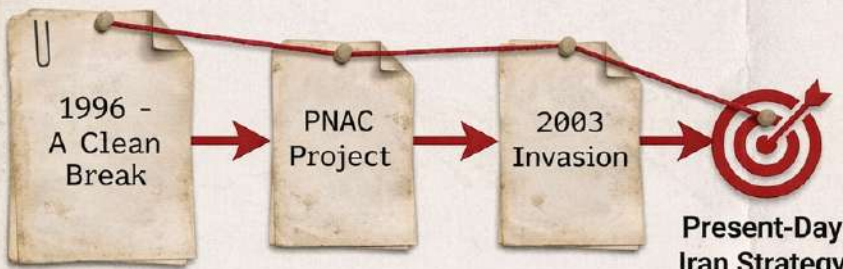 1996 -
A Clean
Break
PNAC
Project
2003
Invasion
Present-Day
Iran Strategy